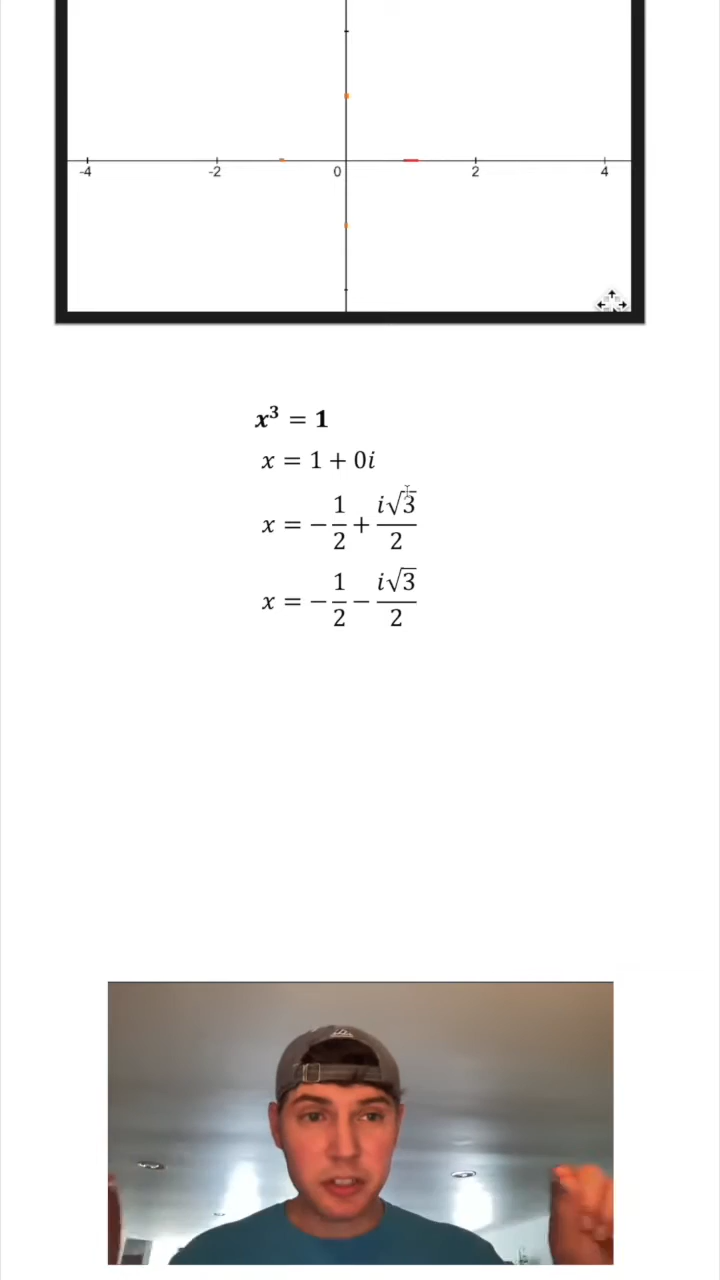 -4 -2 0 2 4
x³ = 1
x = 1 + 0i
x = −1/2 + i√3/2
x = −1/2 − i√3/2